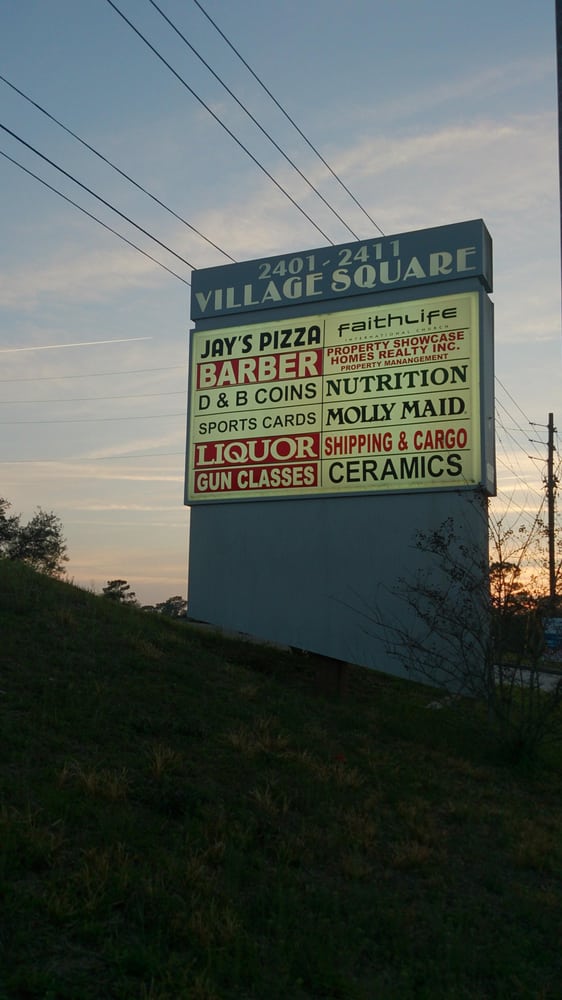 2401 - 2411
VILLAGE SQUARE
JAY'S PIZZA
BARBER
D & B COINS
SPORTS CARDS
LIQUOR
GUN CLASSES
faithLife
INTERNATIONAL CHURCH
PROPERTY SHOWCASE
HOMES REALTY INC.
PROPERTY MANAGEMENT
NUTRITION
MOLLY MAID.
SHIPPING & CARGO
CERAMICS